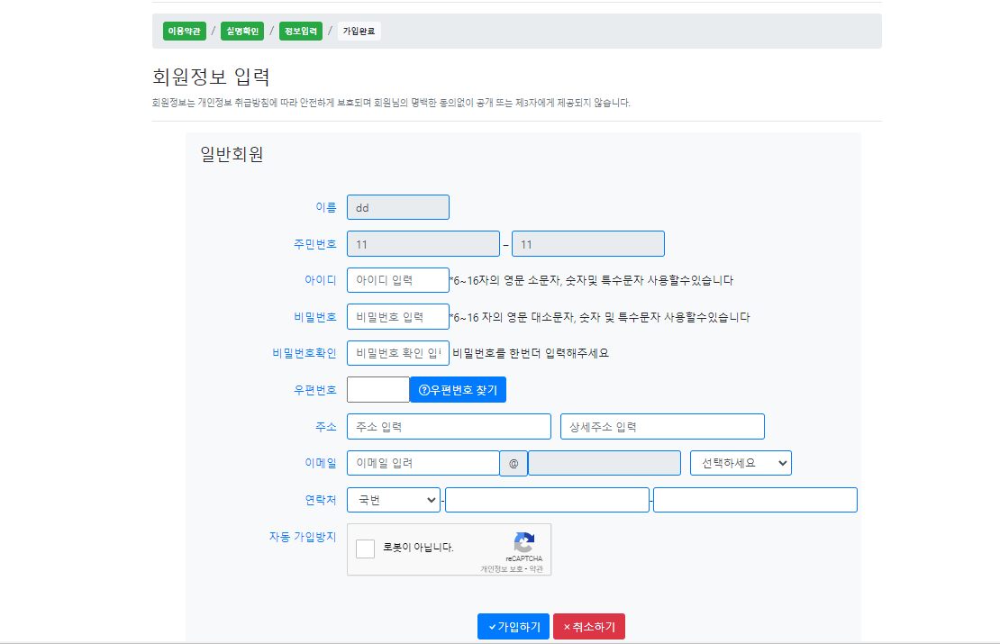 이용약관 / 실명확인 / 정보입력 / 가입완료
회원정보 입력
회원정보는 개인정보 취급방침에 따라 안전하게 보호되며 회원님의 명백한 동의없이 공개 또는 제3자에게 제공되지 않습니다.
일반회원
이름 dd
주민번호 11 - 11
아이디 아이디 입력 *6~16자의 영문 소문자, 숫자및 특수문자 사용할수있습니다
비밀번호 비밀번호 입력 *6~16 자의 영문 대소문자, 숫자 및 특수문자 사용할수있습니다
비밀번호확인 비밀번호 확인 비밀번호를 한번더 입력해주세요
우편번호 우편번호 찾기
주소 주소 입력 상세주소 입력
이메일 이메일 입려 @ 선택하세요
연락처 국번 - -
자동 가입방지 로봇이 아닙니다.
reCAPTCHA
개인정보 보호 - 약관
가입하기 × 취소하기